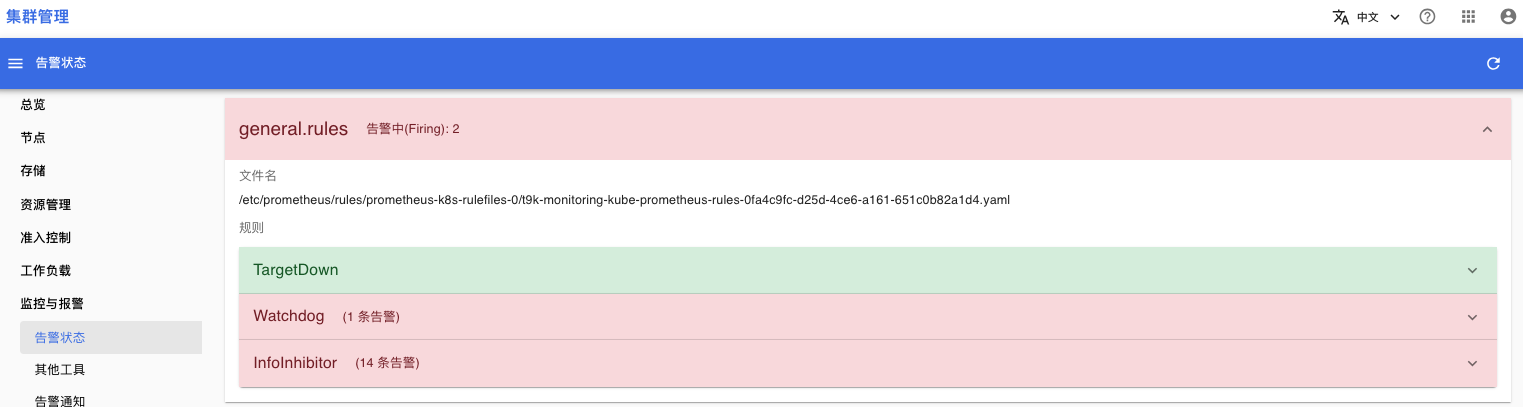 集群管理
中文
告警状态
总览
节点
存储
资源管理
准入控制
工作负载
监控与报警
告警状态
其他工具
告警通知
general.rules 告警中(Firing): 2
文件名
/etc/prometheus/rules/prometheus-k8s-rulefiles-0/t9k-monitoring-kube-prometheus-rules-0fa4c9fc-d25d-4ce6-a161-651c0b82a1d4.yaml
规则
TargetDown
Watchdog (1 条告警)
InfoInhibitor (14 条告警)